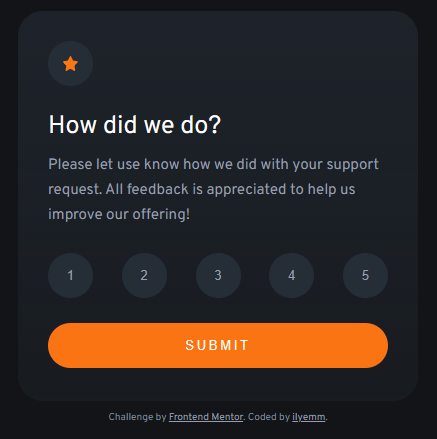 How did we do?
Please let use know how we did with your support
request. All feedback is appreciated to help us
improve our offering!
1 2 3 4 5
SUBMIT
Challenge by Frontend Mentor. Coded by ilyemm.